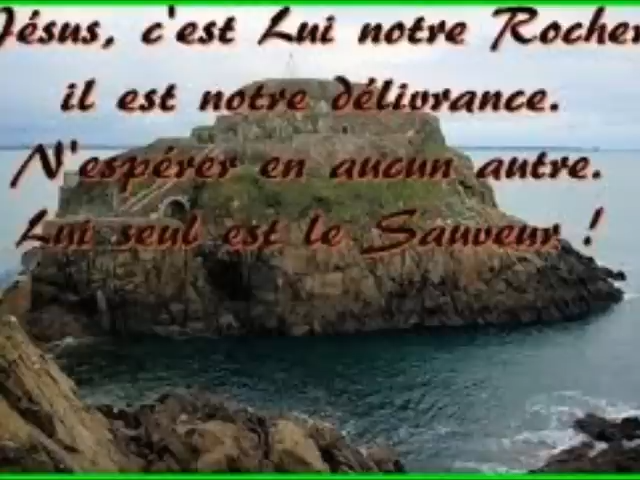 Jésus, c'est Lui notre Rocher
il est notre délivrance.
N'espérer en aucun autre.
Lui seul est le Sauveur !